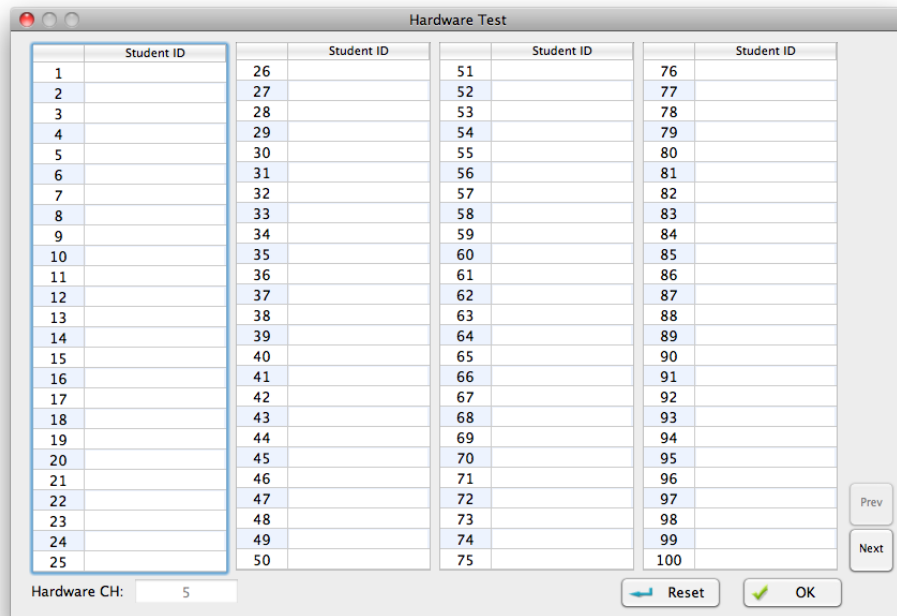 Hardware Test
Student ID Student ID Student ID Student ID
1 26 51 76
2 27 52 77
3 28 53 78
4 29 54 79
5 30 55 80
6 31 56 81
7 32 57 82
8 33 58 83
9 34 59 84
10 35 60 85
11 36 61 86
12 37 62 87
13 38 63 88
14 39 64 89
15 40 65 90
16 41 66 91
17 42 67 92
18 43 68 93
19 44 69 94
20 45 70 95
21 46 71 96
22 47 72 97
23 48 73 98
24 49 74 99
25 50 75 100
Prev
Next
Hardware CH: 5 Reset OK